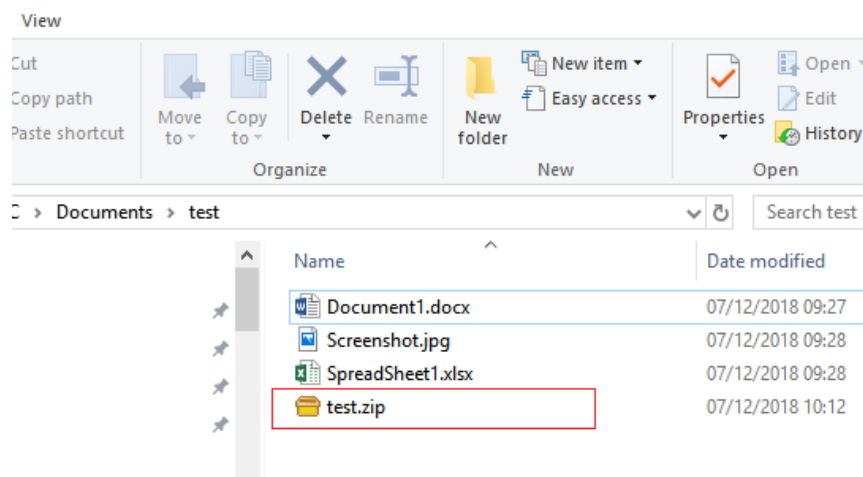 View
Cut
Copy path
Paste shortcut
Move to
Copy to
Delete
Rename
New folder
New item
Easy access
Properties
Open
Edit
History
Organize
New
Open
C > Documents > test
Search test
Name
Date modified
Document1.docx 07/12/2018 09:27
Screenshot.jpg 07/12/2018 09:28
SpreadSheet1.xlsx 07/12/2018 09:28
test.zip 07/12/2018 10:12